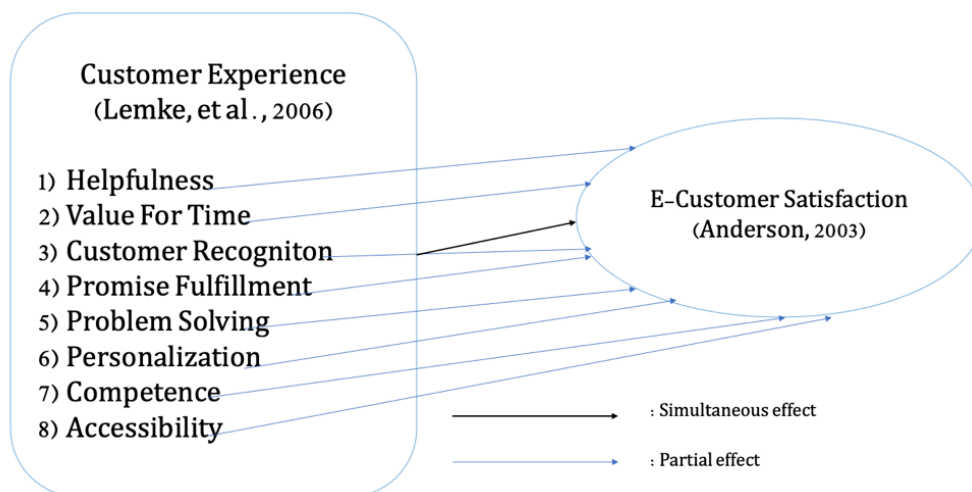 Customer Experience
(Lemke, et al., 2006)
1) Helpfulness
2) Value For Time
3) Customer Recogniton
4) Promise Fulfillment
5) Problem Solving
6) Personalization
7) Competence
8) Accessibility
E-Customer Satisfaction
(Anderson, 2003)
: Simultaneous effect
: Partial effect